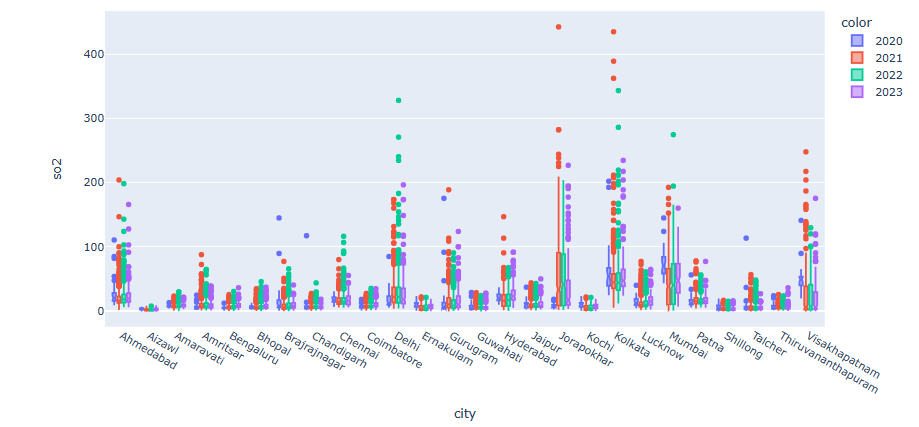 color
2020
2021
2022
2023
so2
400
300
200
100
0
Ahmedabad
Aizawl
Amaravati
Amritsar
Bengaluru
Bhopal
Brajrajnagar
Chandigarh
Chennai
Coimbatore
Delhi
Ernakulam
Gurugram
Guwahati
Hyderabad
Jaipur
Jorapokhar
Kochi
Kolkata
Lucknow
Mumbai
Patna
Shillong
Talcher
Thiruvananthapuram
Visakhapatnam
city